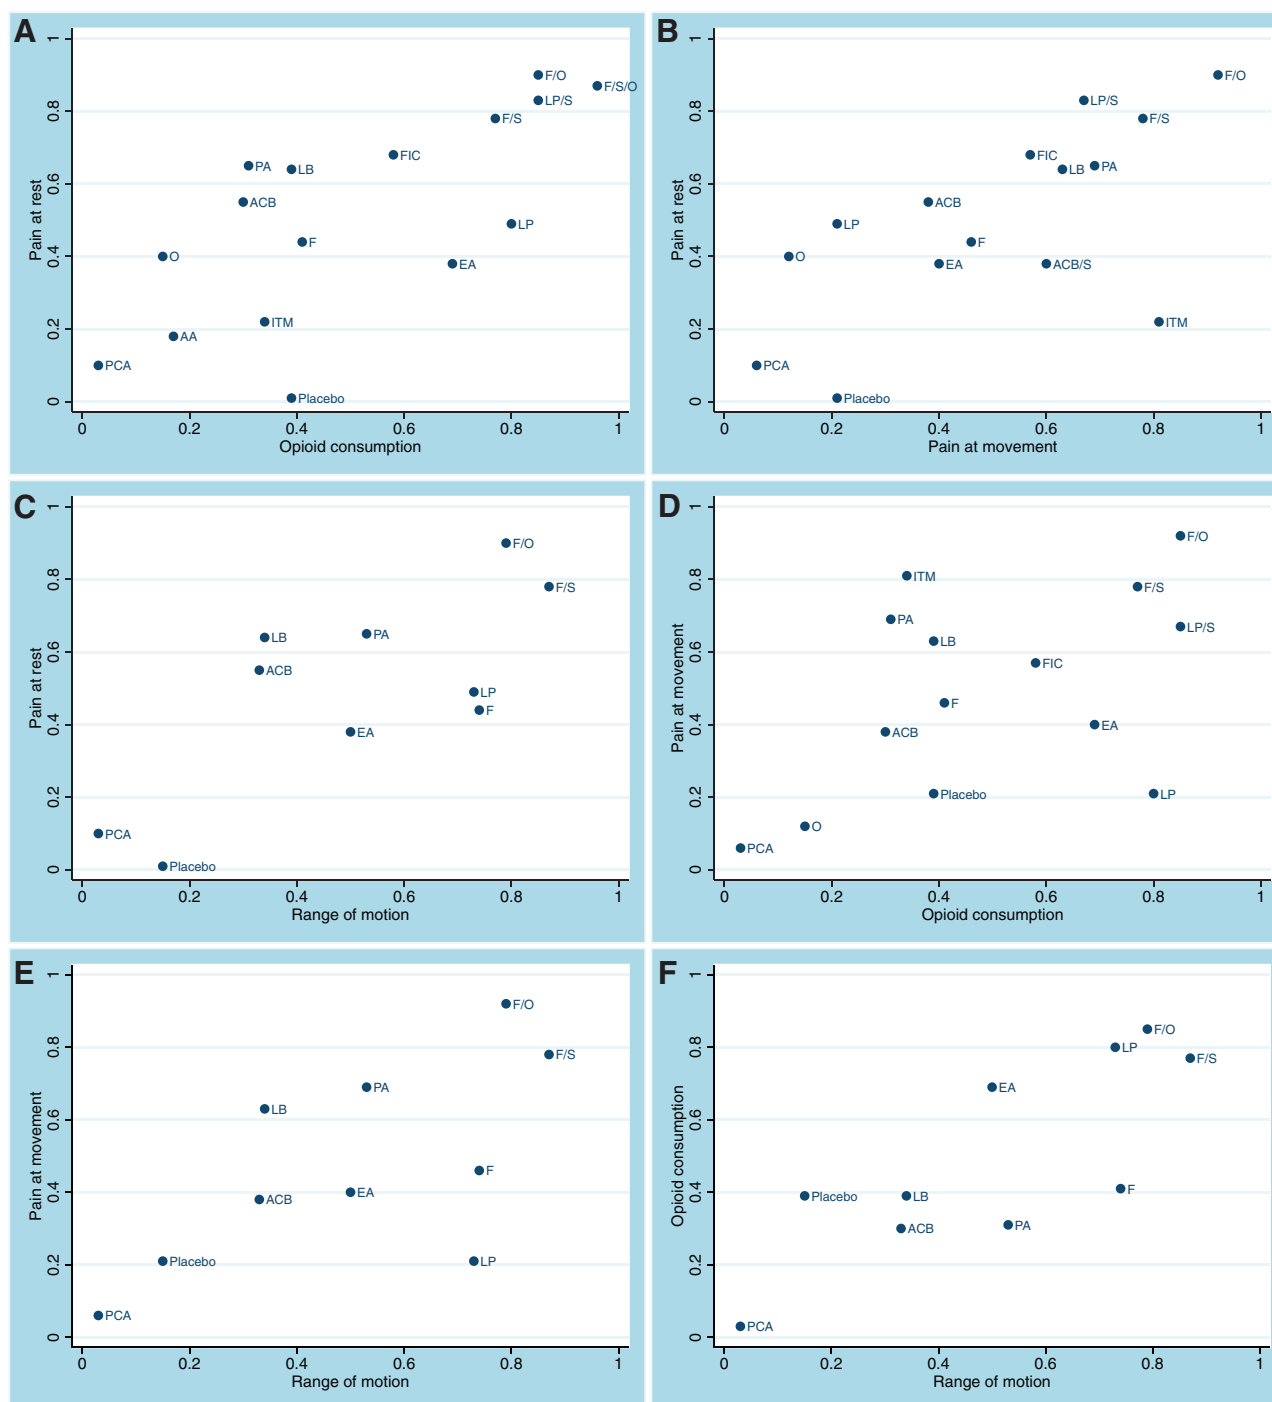 A
1
0.8
0.6
0.4
0.2
0
Pain at rest
F/O
F/S/O
LP/S
F/S
FIC
PA
LB
ACB
LP
F
O
EA
ITM
AA
PCA
Placebo
0 0.2 0.4 0.6 0.8 1
Opioid consumption
B
1
0.8
0.6
0.4
0.2
0
Pain at rest
F/O
LP/S
F/S
FIC
PA
LB
ACB
LP
F
O
EA
ACB/S
ITM
PCA
Placebo
0 0.2 0.4 0.6 0.8 1
Pain at movement
C
1
0.8
0.6
0.4
0.2
0
Pain at rest
F/O
F/S
LB
PA
ACB
LP
F
EA
PCA
Placebo
0 0.2 0.4 0.6 0.8 1
Range of motion
D
1
0.8
0.6
0.4
0.2
0
Pain at movement
F/O
ITM
F/S
PA
LP/S
LB
FIC
F
EA
ACB
Placebo
LP
O
PCA
0 0.2 0.4 0.6 0.8 1
Opioid consumption
E
1
0.8
0.6
0.4
0.2
0
Pain at movement
F/O
F/S
PA
LB
F
EA
ACB
Placebo
LP
PCA
0 0.2 0.4 0.6 0.8 1
Range of motion
F
1
0.8
0.6
0.4
0.2
0
Opioid consumption
F/O
LP
F/S
EA
F
Placebo
LB
PA
ACB
PCA
0 0.2 0.4 0.6 0.8 1
Range of motion